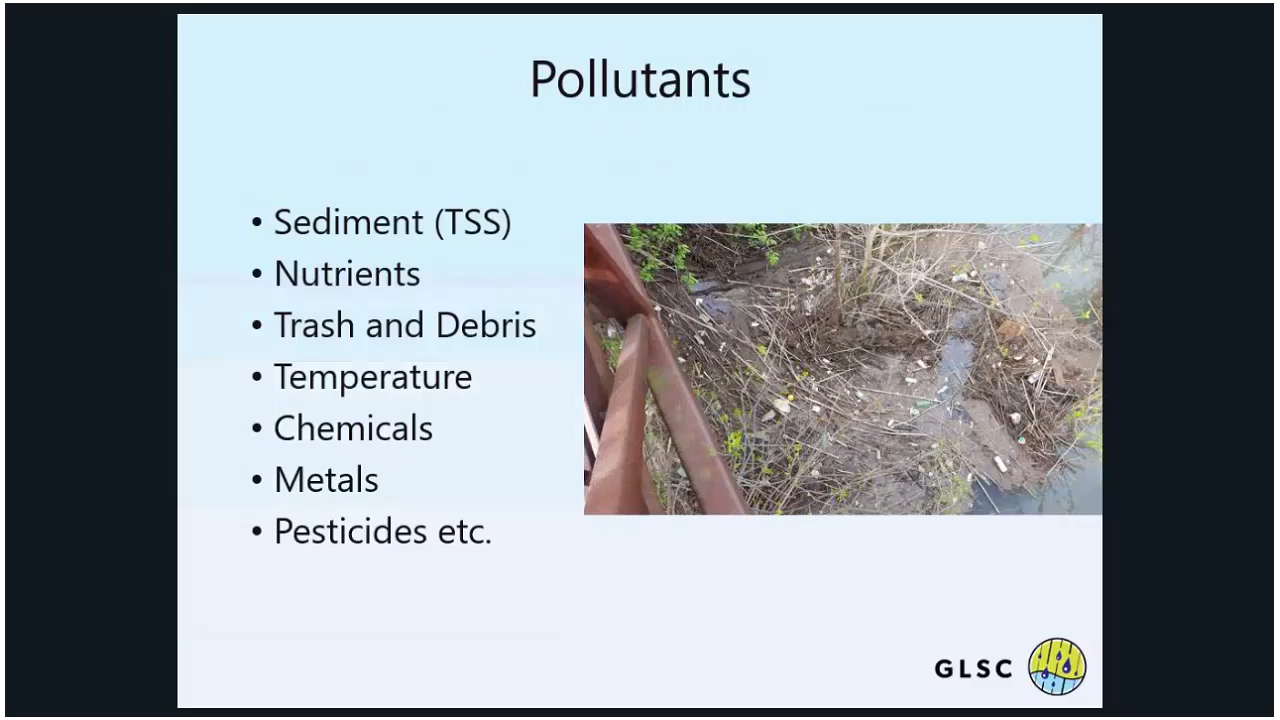 Pollutants
• Sediment (TSS)
• Nutrients
• Trash and Debris
• Temperature
• Chemicals
• Metals
• Pesticides etc.
GLSC